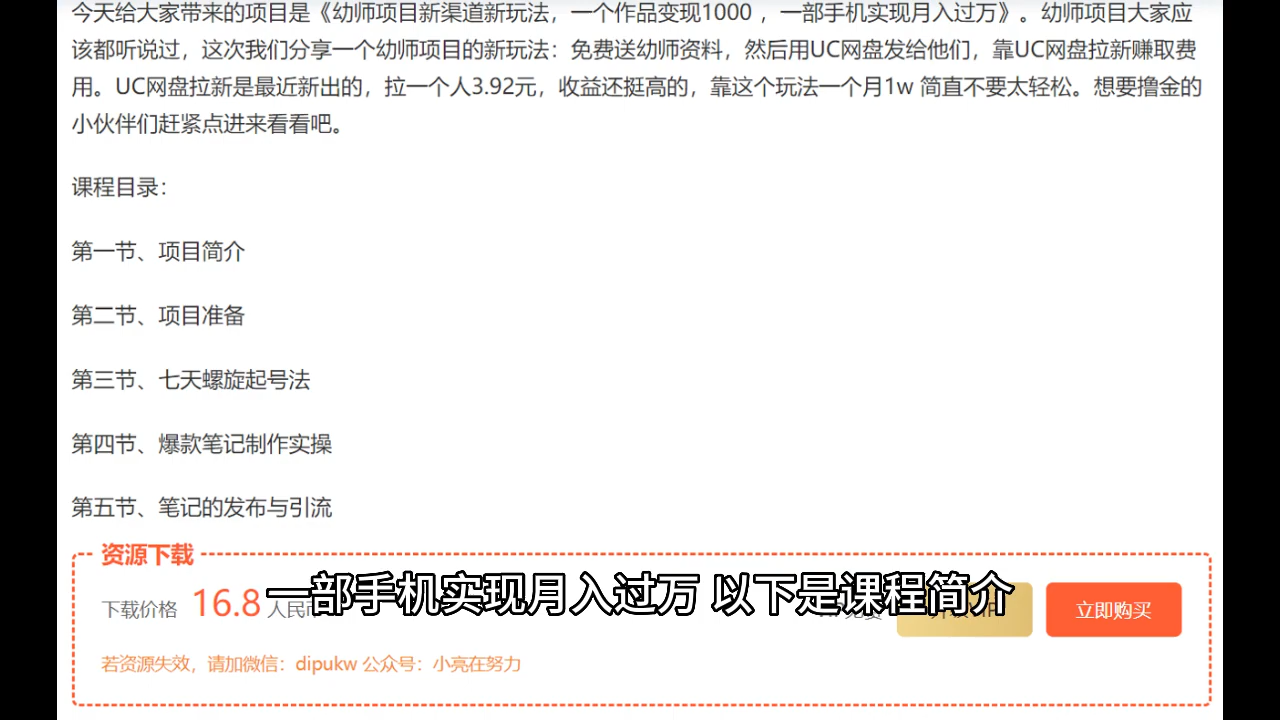 今天给大家带来的项目是《幼师项目新渠道新玩法，一个作品变现1000 ，一部手机实现月入过万》。幼师项目大家应
该都听说过，这次我们分享一个幼师项目的新玩法：免费送幼师资料，然后用UC网盘发给他们，靠UC网盘拉新赚取费
用。UC网盘拉新是最近新出的，拉一个人3.92元，收益还挺高的，靠这个玩法一个月1w 简直不要太轻松。想要撸金的
小伙伴们赶紧点进来看看吧。
课程目录：
第一节、项目简介
第二节、项目准备
第三节、七天螺旋起号法
第四节、爆款笔记制作实操
第五节、笔记的发布与引流
资源下载
下载价格 16.8 人民币
一部手机实现月入过万 以下是课程简介
立即购买
若资源失效，请加微信：dipukw 公众号：小亮在努力